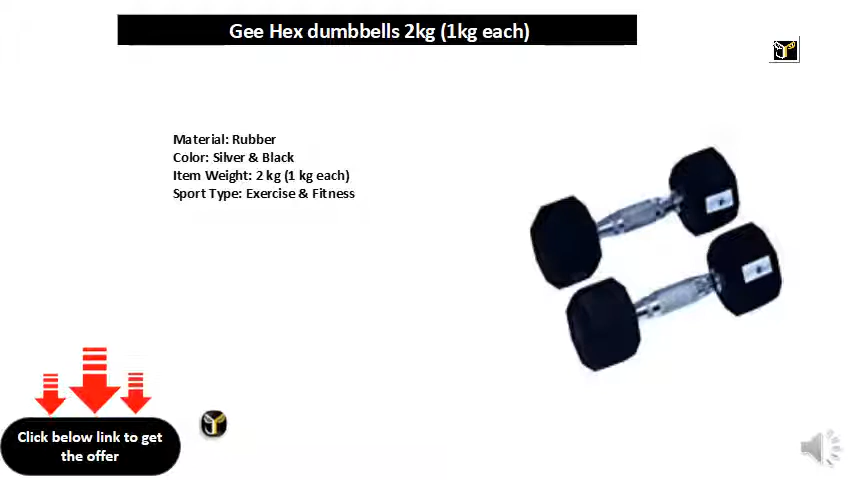 Gee Hex dumbbells 2kg (1kg each)
Material: Rubber
Color: Silver & Black
Item Weight: 2 kg (1 kg each)
Sport Type: Exercise & Fitness
Click below link to get
the offer